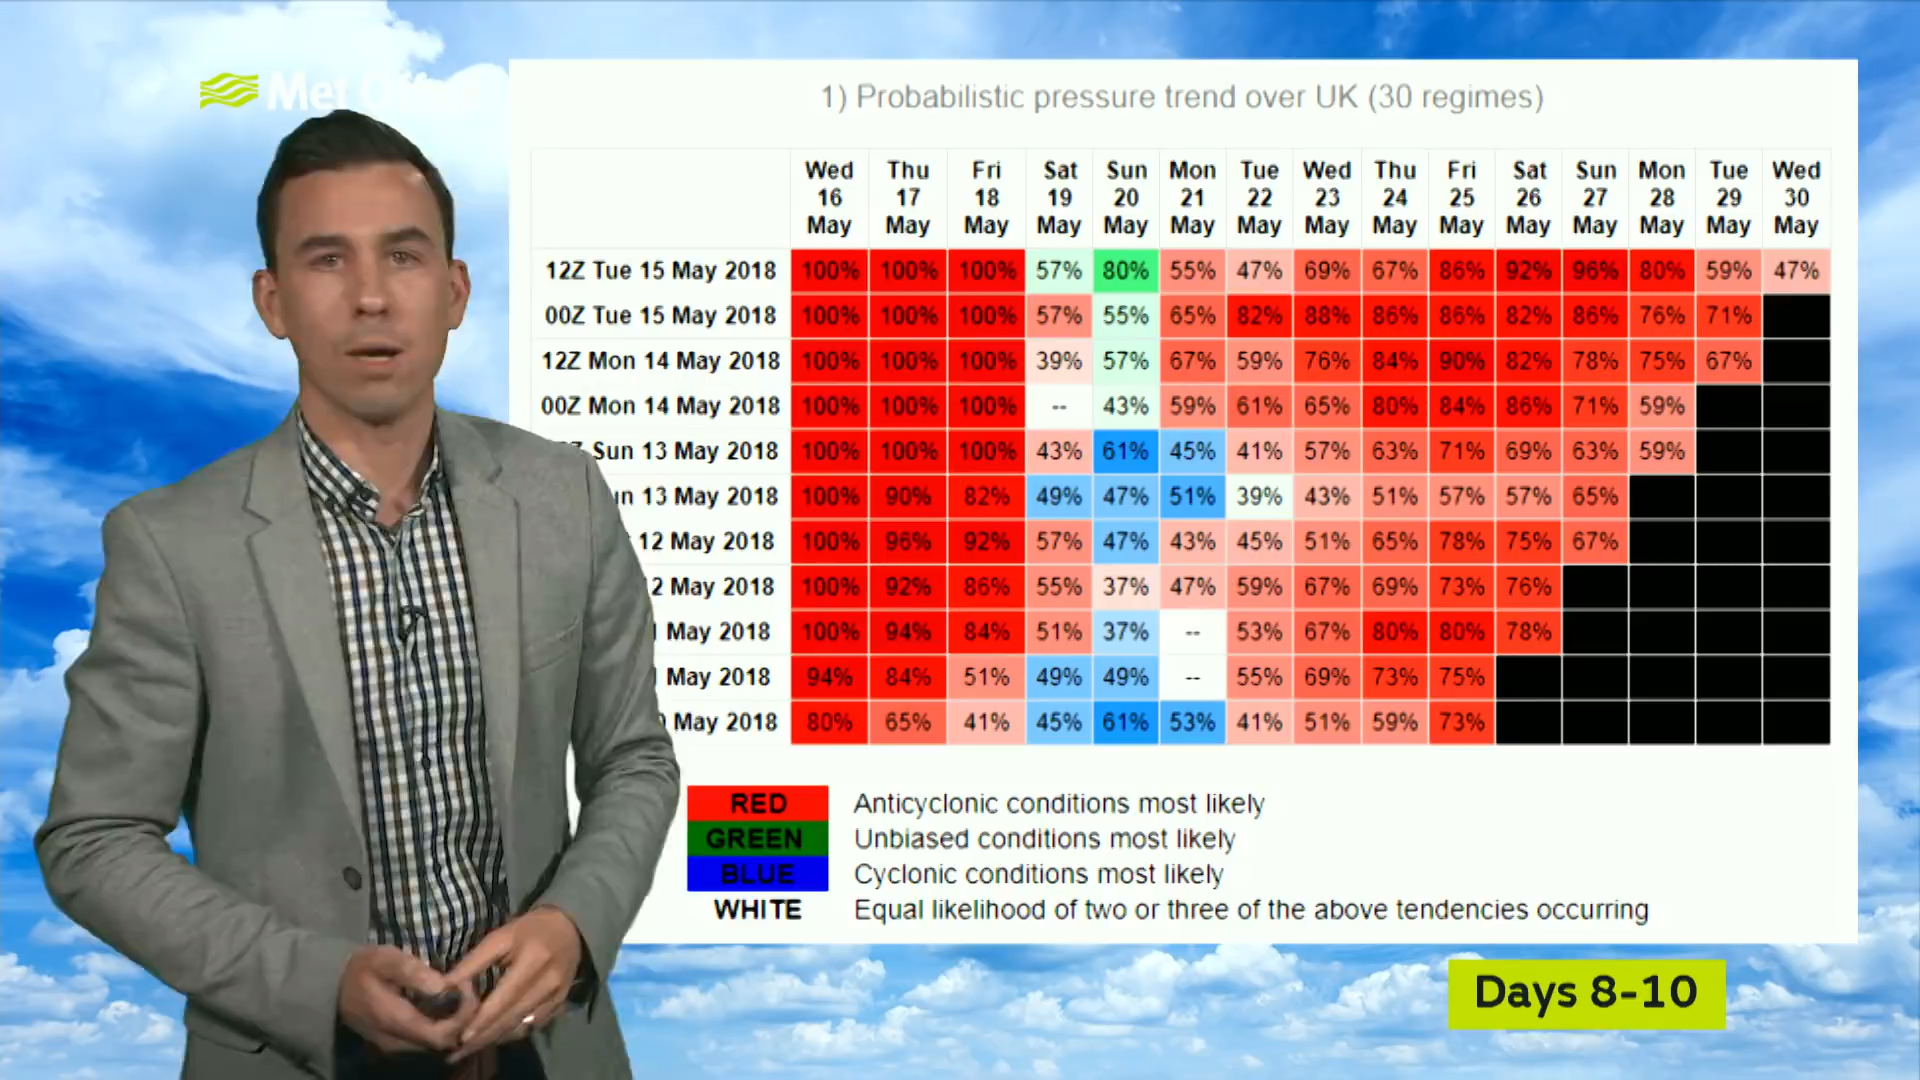 Met
1) Probabilistic pressure trend over UK (30 regimes)
Wed Thu Fri Sat Sun Mon Tue Wed Thu Fri Sat Sun Mon Tue Wed
16 17 18 19 20 21 22 23 24 25 26 27 28 29 30
May May May May May May May May May May May May May May May
12Z Tue 15 May 2018 100% 100% 100% 57% 80% 55% 47% 69% 67% 86% 92% 96% 80% 59% 47%
00Z Tue 15 May 2018 100% 100% 100% 57% 55% 65% 82% 88% 86% 86% 82% 86% 76% 71%
12Z Mon 14 May 2018 100% 100% 100% 39% 57% 67% 59% 76% 84% 90% 82% 78% 75% 67%
00Z Mon 14 May 2018 100% 100% 100% -- 43% 59% 61% 65% 80% 84% 86% 71% 59%
Sun 13 May 2018 100% 100% 100% 43% 61% 45% 41% 57% 63% 71% 69% 63% 59%
13 May 2018 100% 90% 82% 49% 47% 51% 39% 43% 51% 57% 57% 65%
12 May 2018 100% 96% 92% 57% 47% 43% 45% 51% 65% 78% 75% 67%
2 May 2018 100% 92% 86% 55% 37% 47% 59% 67% 69% 73% 76%
May 2018 100% 94% 84% 51% 37% -- 53% 67% 80% 80% 78%
May 2018 94% 84% 51% 49% 49% -- 55% 69% 73% 75%
May 2018 80% 65% 41% 45% 61% 53% 41% 51% 59% 73%
RED Anticyclonic conditions most likely
GREEN Unbiased conditions most likely
BLUE Cyclonic conditions most likely
WHITE Equal likelihood of two or three of the above tendencies occurring
Days 8-10